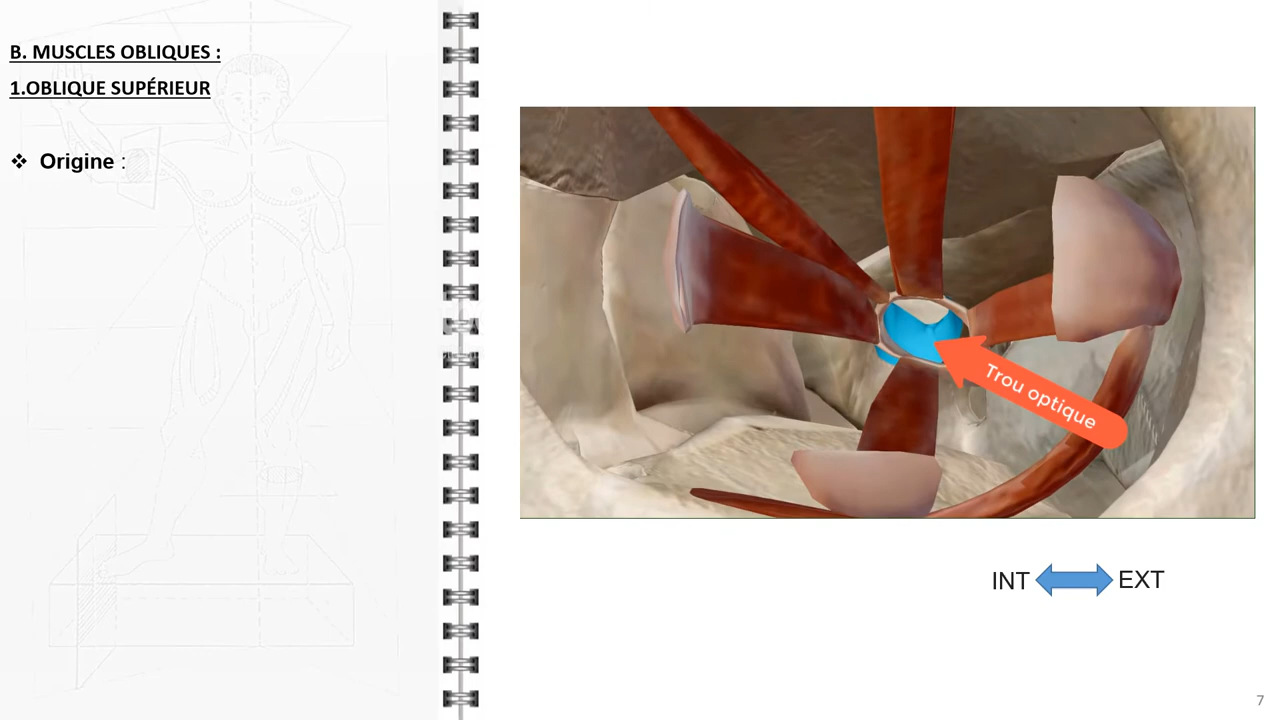 B. MUSCLES OBLIQUES :
1.OBLIQUE SUPÉRIEUR
❖ Origine :
Trou optique
INT EXT
7